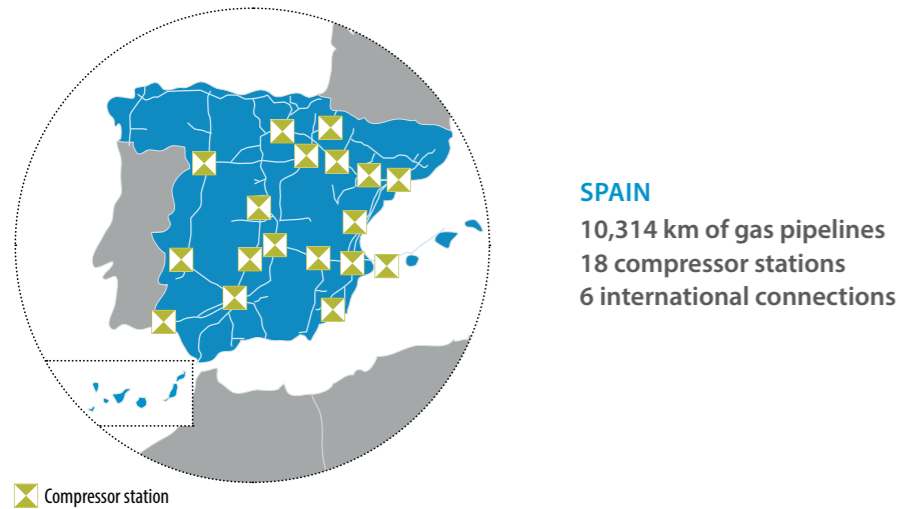 SPAIN
10,314 km of gas pipelines
18 compressor stations
6 international connections
Compressor station